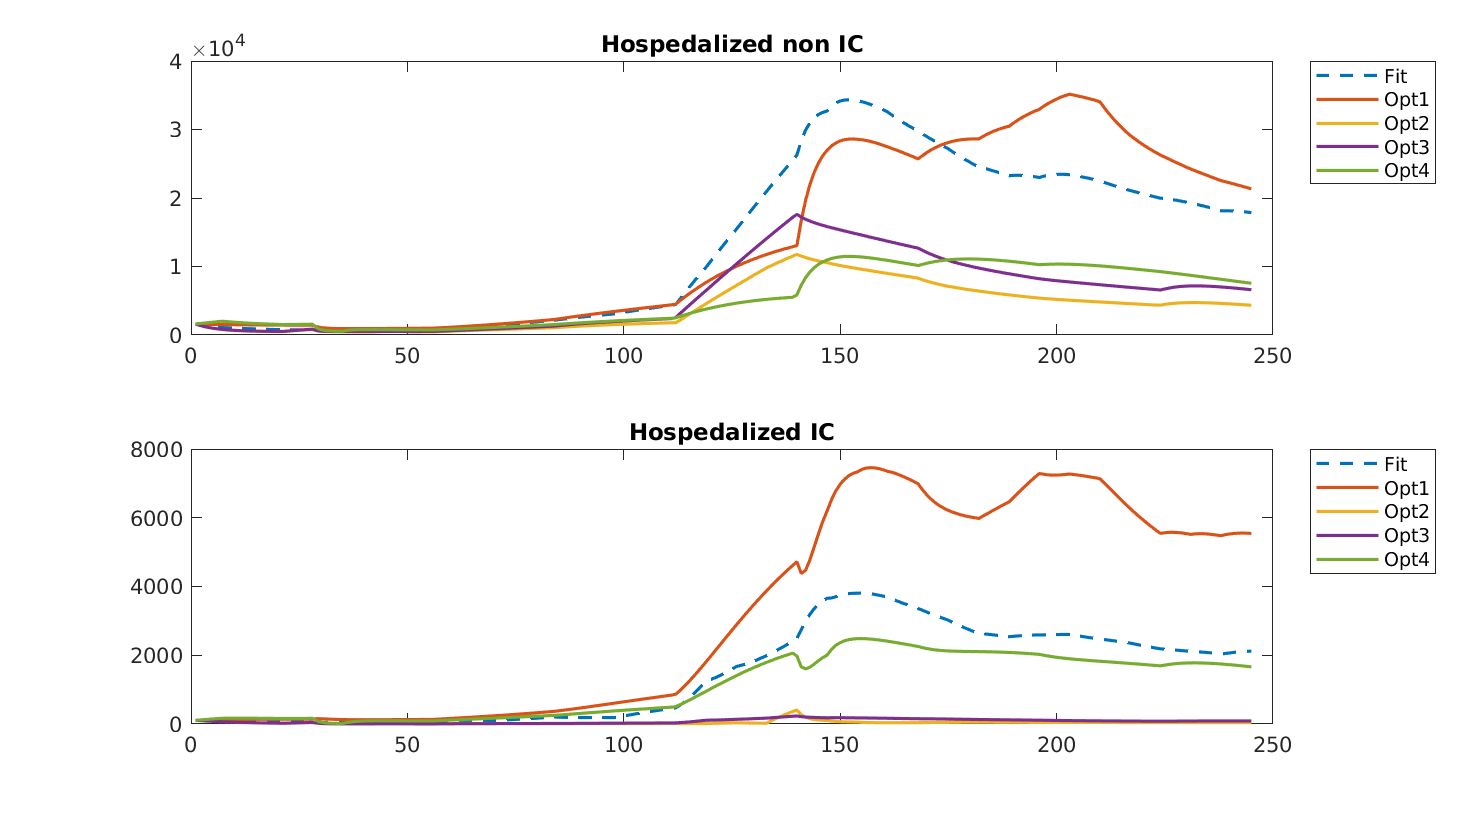 Hospedalized non IC
×10^4
4
3
2
1
0
0 50 100 150 200 250
Fit
Opt1
Opt2
Opt3
Opt4
Hospedalized IC
8000
6000
4000
2000
0
0 50 100 150 200 250
Fit
Opt1
Opt2
Opt3
Opt4